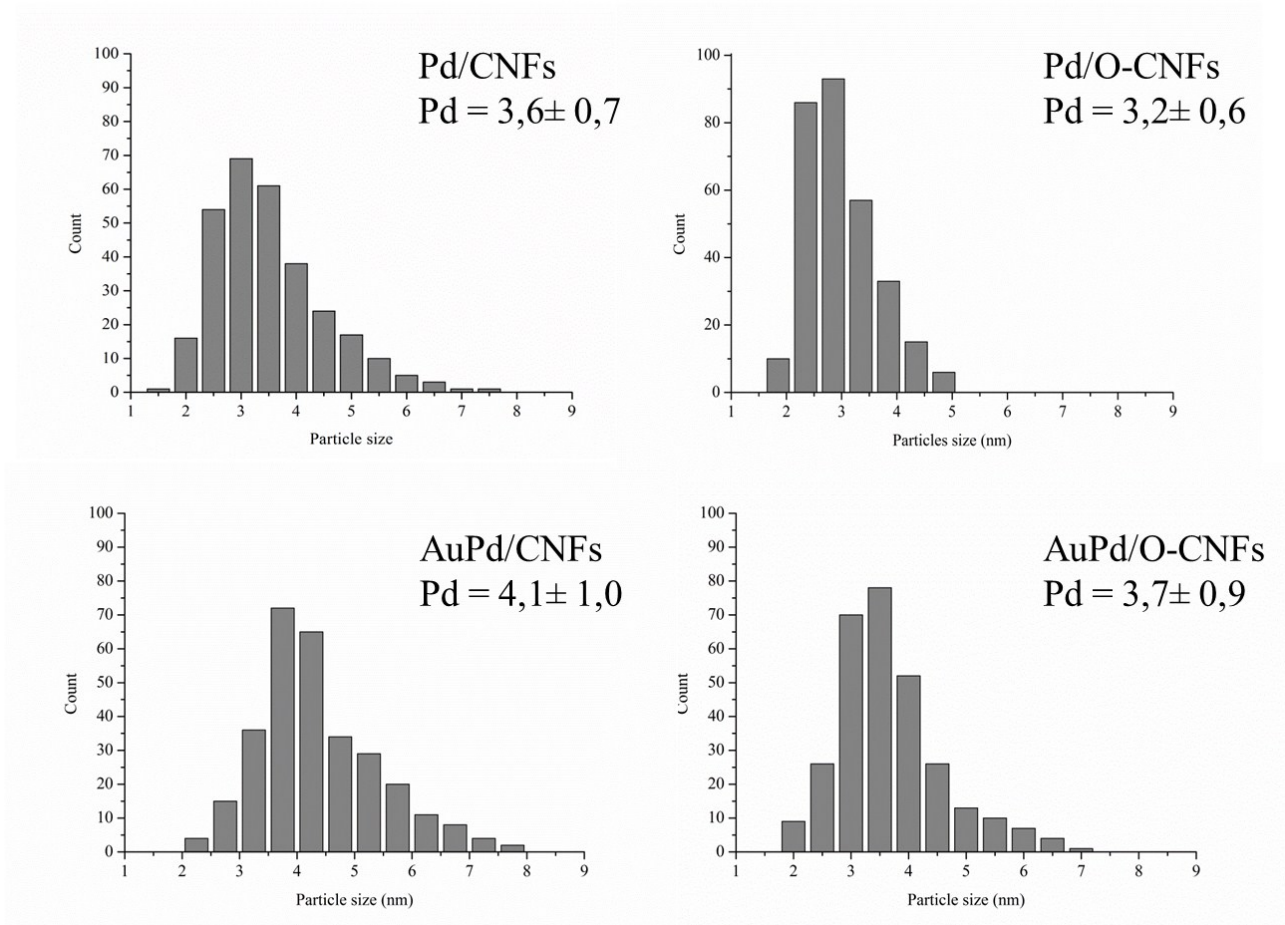 Pd/CNFs
Pd = 3,6± 0,7
100
90
80
70
60
50
40
30
20
10
0
Count
1 2 3 4 5 6 7 8 9
Particle size
Pd/O-CNFs
Pd = 3,2± 0,6
100
80
60
40
20
0
Count
1 2 3 4 5 6 7 8 9
Particles size (nm)
AuPd/CNFs
Pd = 4,1± 1,0
100
90
80
70
60
50
40
30
20
10
0
Count
1 2 3 4 5 6 7 8 9
Particle size (nm)
AuPd/O-CNFs
Pd = 3,7± 0,9
100
90
80
70
60
50
40
30
20
10
0
Count
1 2 3 4 5 6 7 8 9
Particle size (nm)